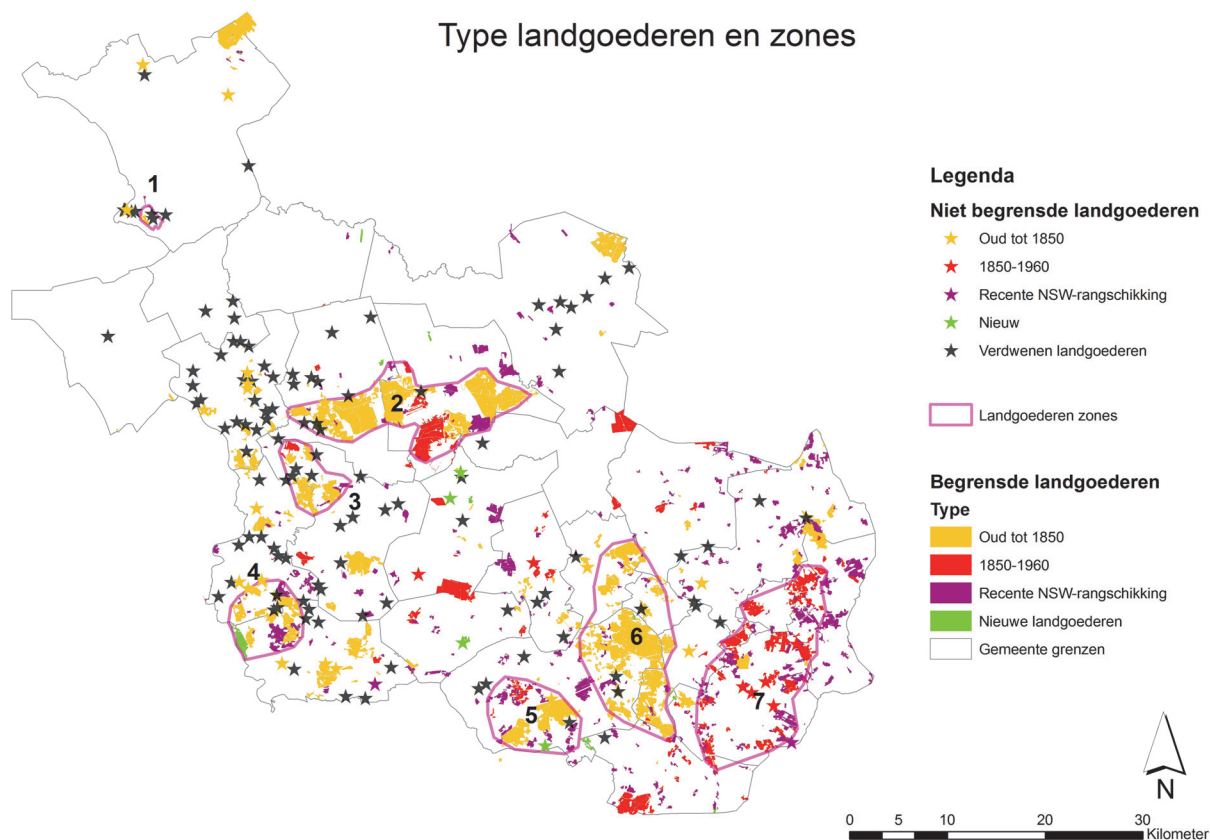 Type landgoederen en zones
1
2
3
4
5
6
7
Legenda
Niet begrensde landgoederen
Oud tot 1850
1850-1960
Recente NSW-rangschikking
Nieuw
Verdwenen landgoederen
Landgoederen zones
Begrensde landgoederen
Type
Oud tot 1850
1850-1960
Recente NSW-rangschikking
Nieuwe landgoederen
Gemeente grenzen
N
0 5 10 20 30
Kilometer